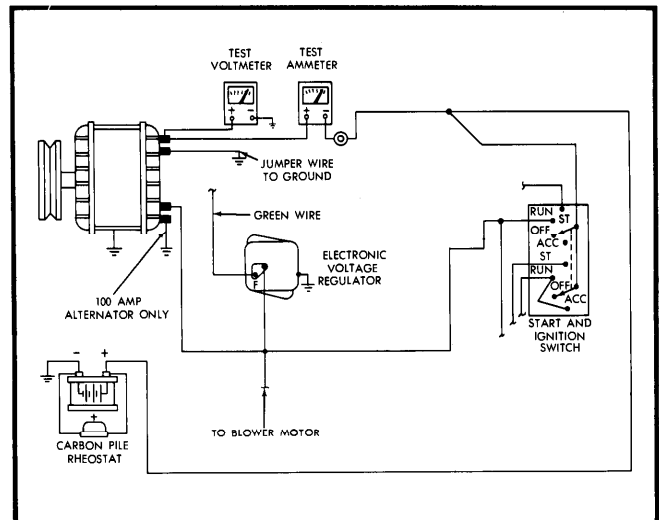 TEST
VOLTMETER
TEST
AMMETER
+ -
+ -
JUMPER WIRE
TO GROUND
GREEN WIRE
RUN
ST
OFF
ACC
ST
RUN
OFF
ACC
START AND
IGNITION
SWITCH
ELECTRONIC
VOLTAGE
REGULATOR
F
100 AMP
ALTERNATOR ONLY
- +
+
CARBON PILE
RHEOSTAT
TO BLOWER MOTOR